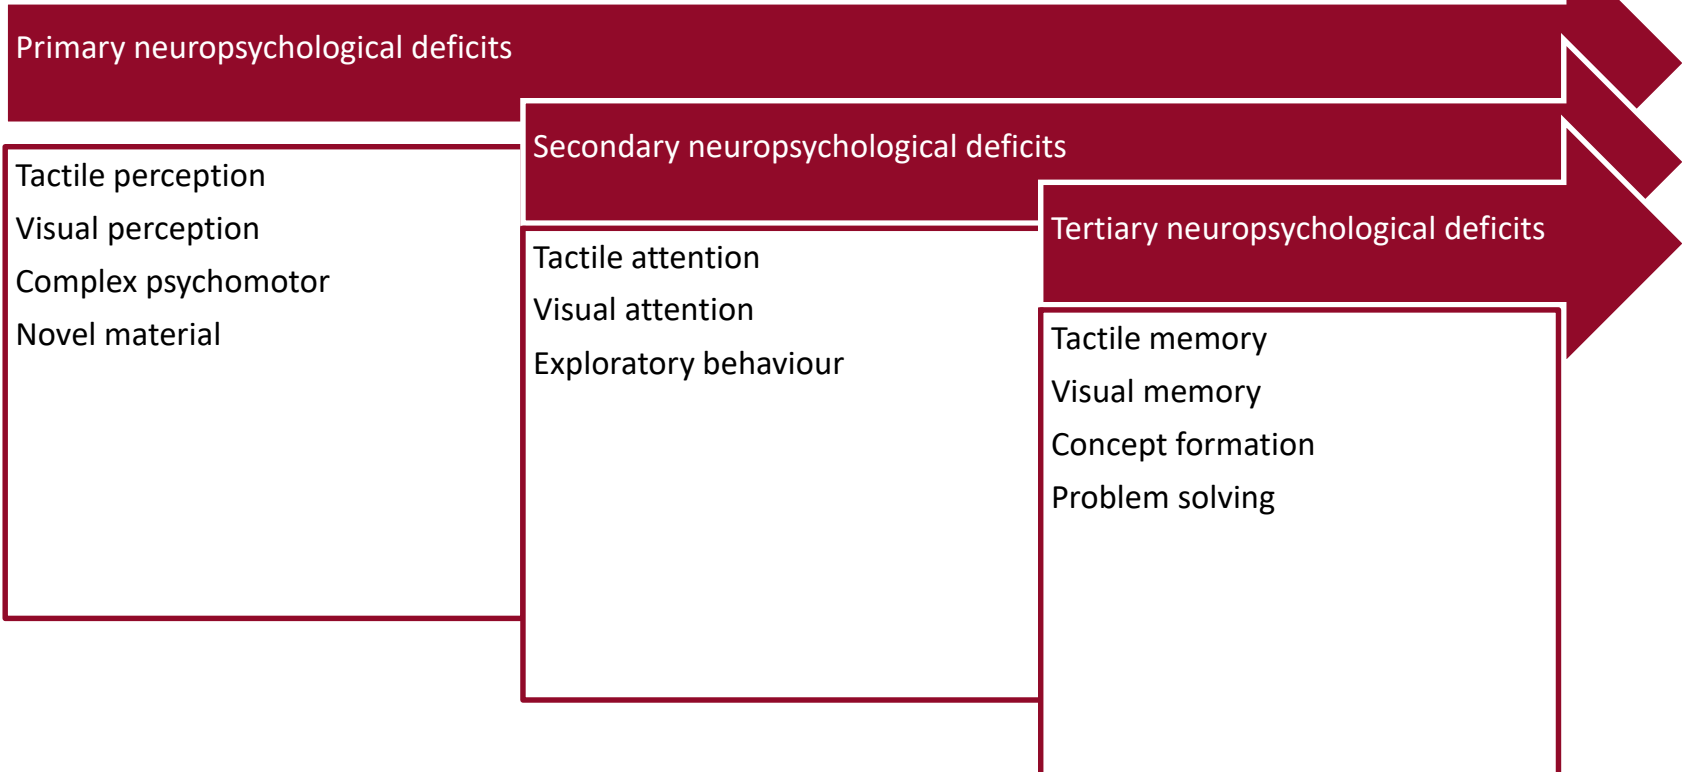 Primary neuropsychological deficits
Tactile perception
Visual perception
Complex psychomotor
Novel material
Secondary neuropsychological deficits
Tactile attention
Visual attention
Exploratory behaviour
Tertiary neuropsychological deficits
Tactile memory
Visual memory
Concept formation
Problem solving